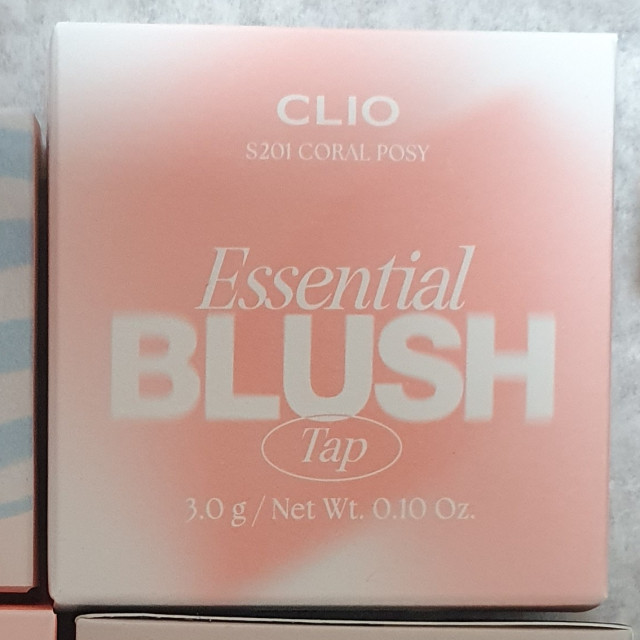 CLIO
S201 CORAL POSY
Essential
BLUSH
Tap
3.0 g / Net Wt. 0.10 Oz.